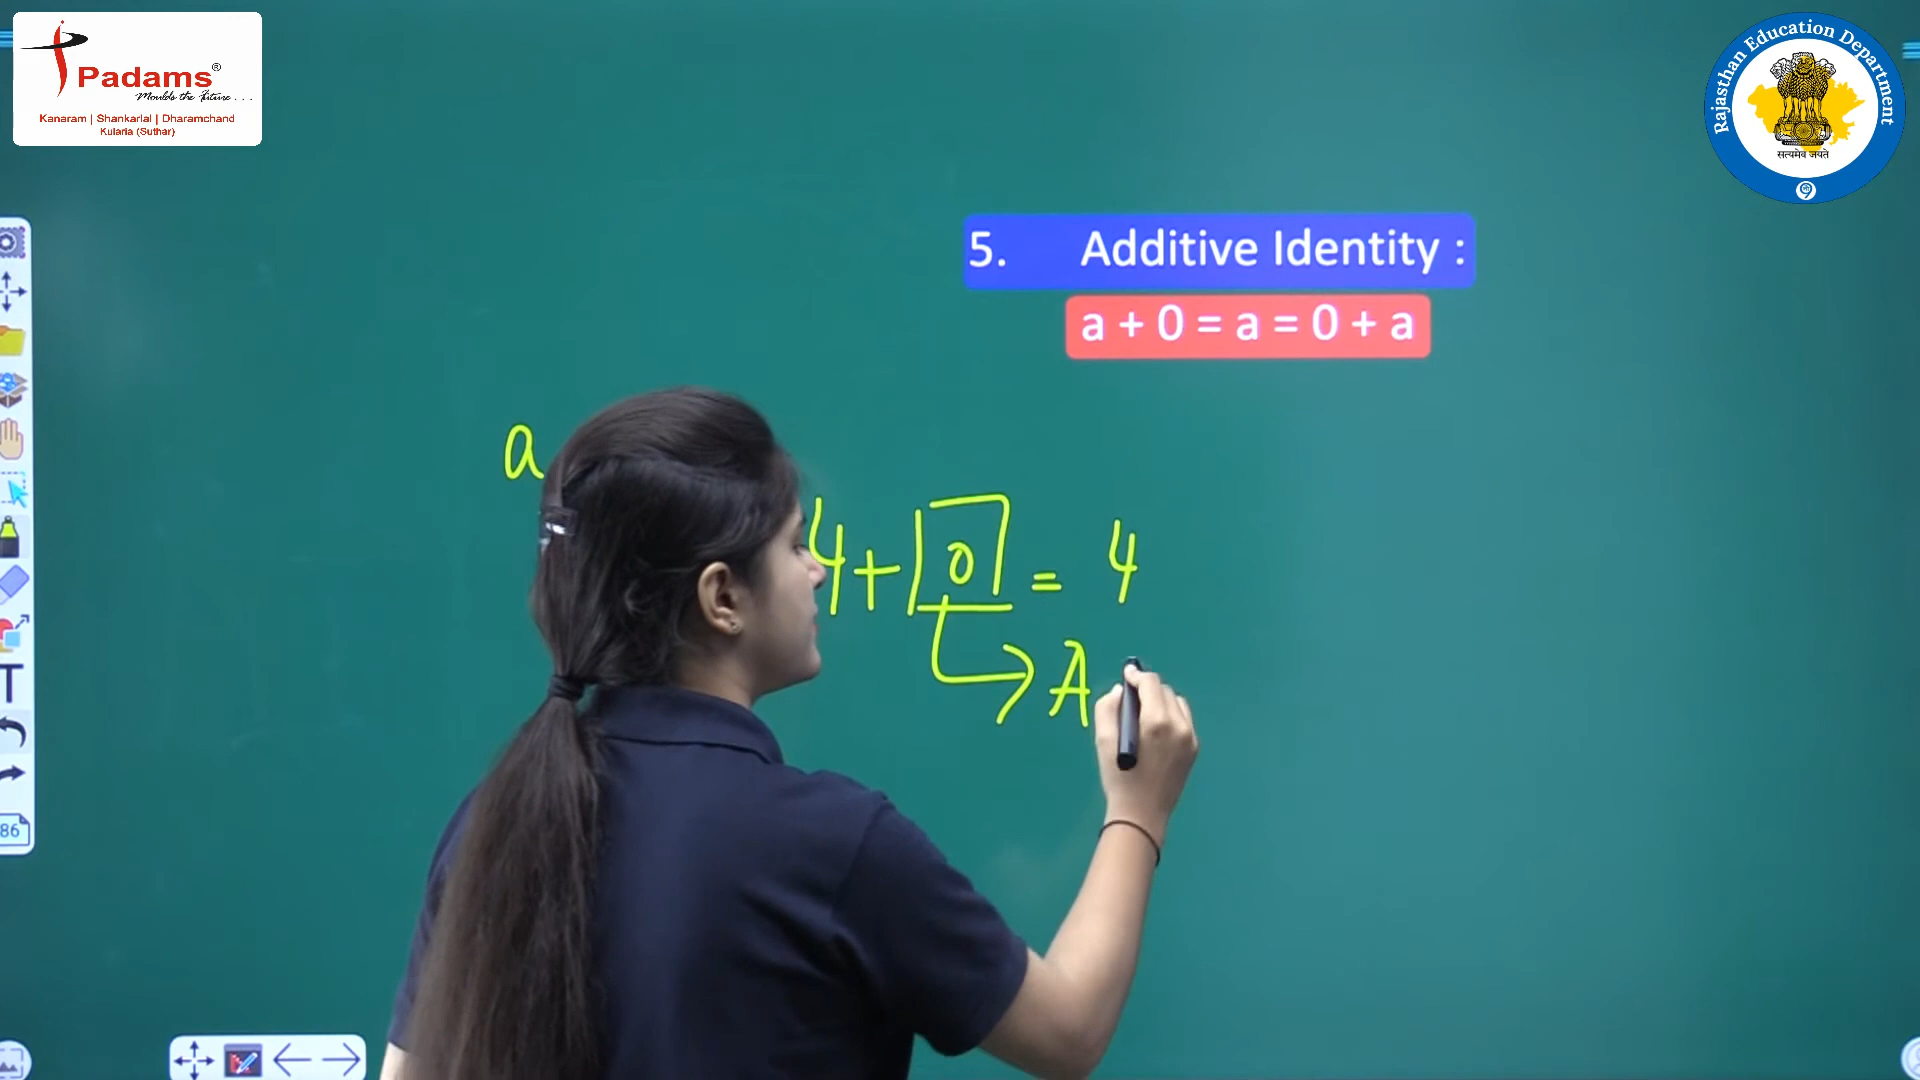 Padams®
Moulds the Future . . .
Kanaram | Shankarlal | Dharamchand
Kularia (Suthar)
Rajasthan Education Department
सत्यमेव जयते
5. Additive Identity :
a + 0 = a = 0 + a
a
4 + 0 = 4
A
T
86